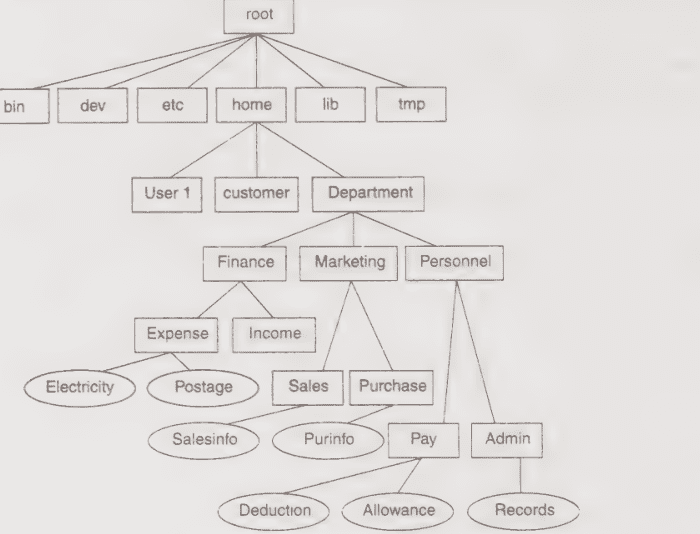 root
bin dev etc home lib tmp
User 1 customer Department
Finance Marketing Personnel
Expense Income
Electricity Postage Sales Purchase
Salesinfo Purinfo Pay Admin
Deduction Allowance Records